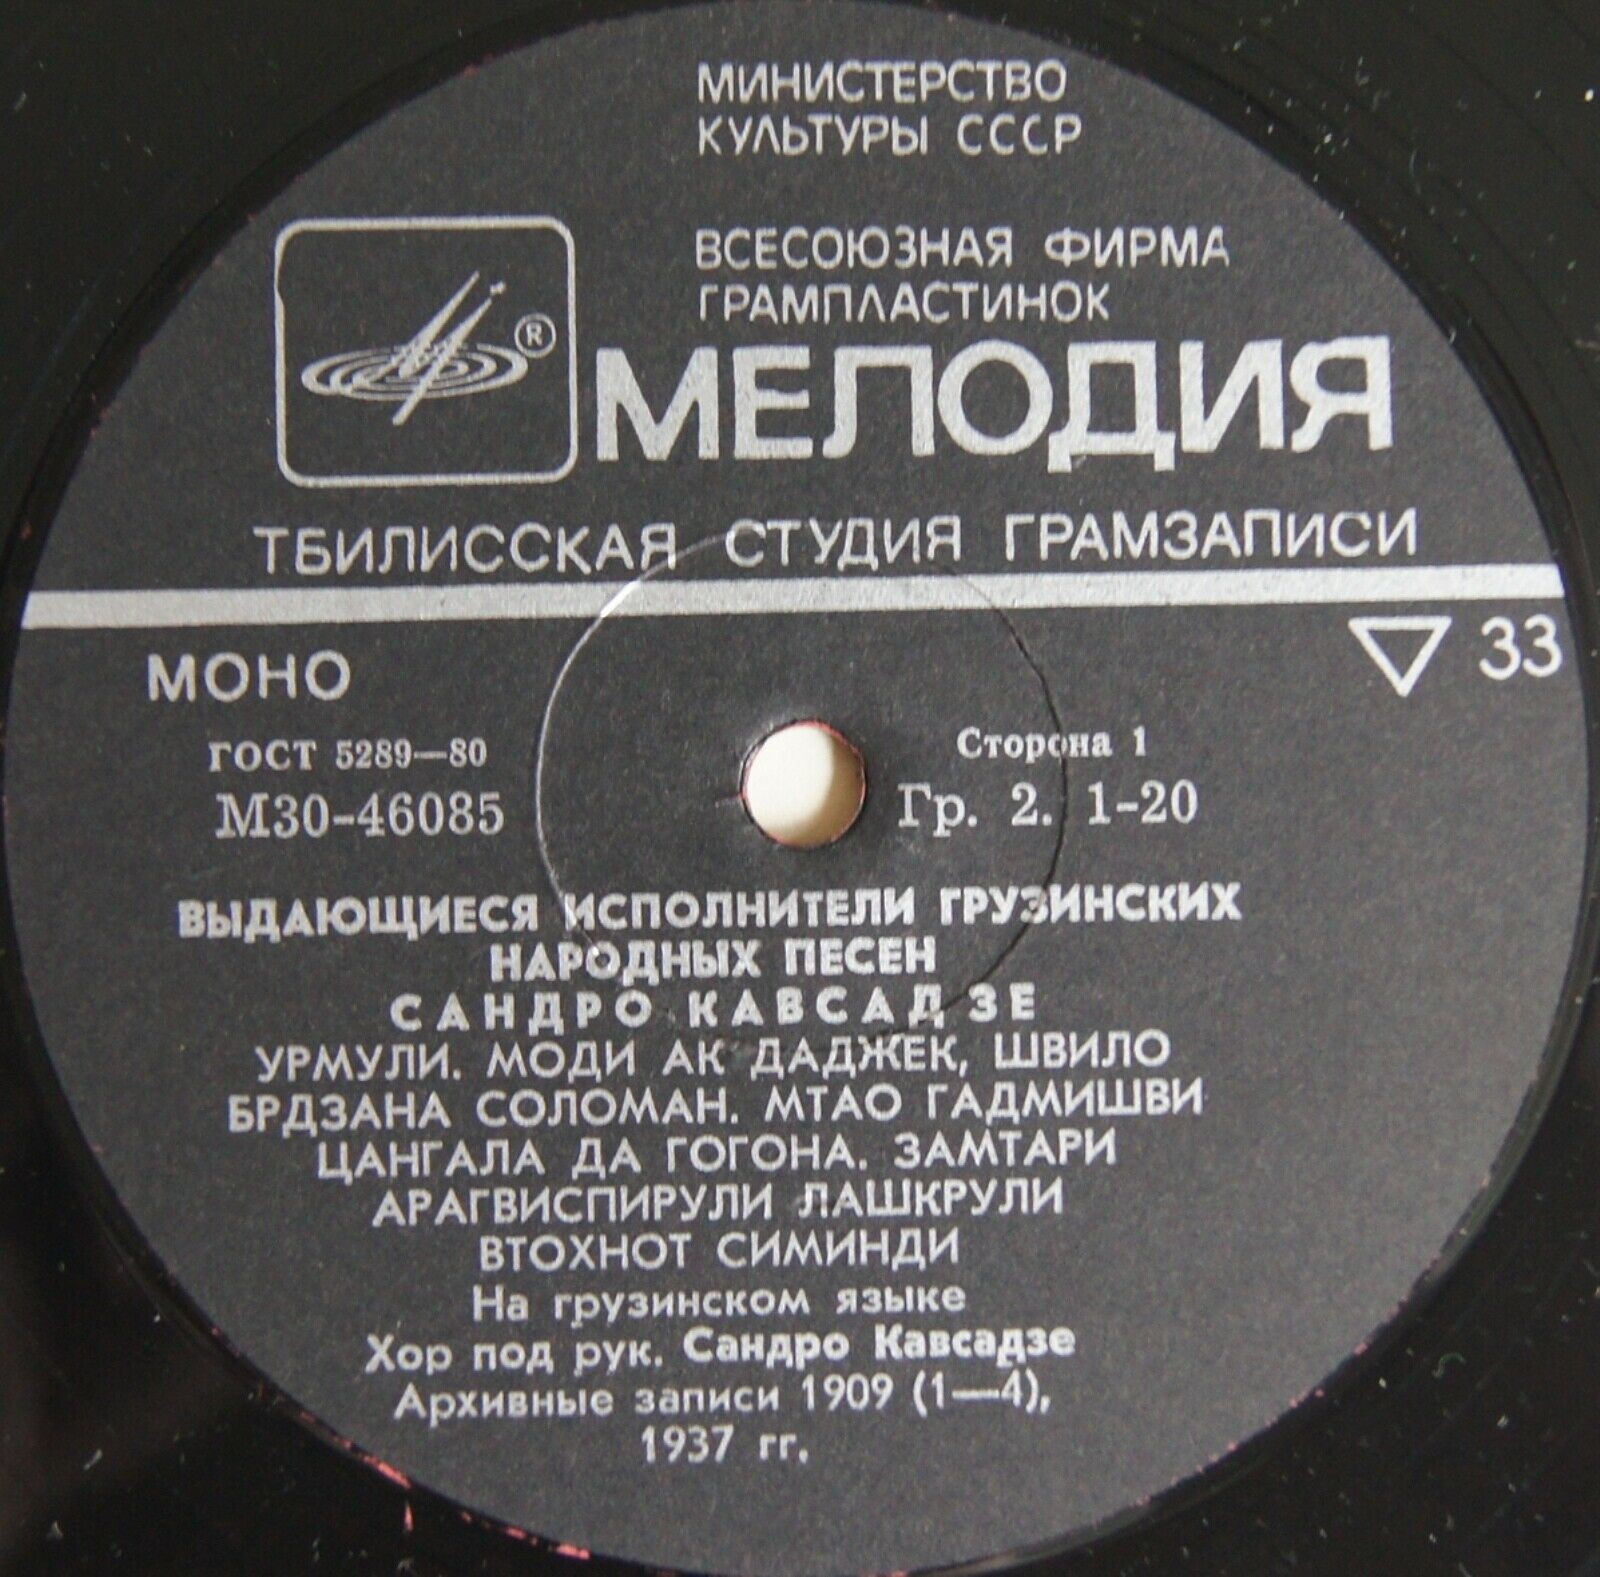 МИНИСТЕРСТВО
КУЛЬТУРЫ СССР
ВСЕСОЮЗНАЯ ФИРМА
ГРАМПЛАСТИНОК
®
МЕЛОДИЯ
ТБИЛИССКАЯ СТУДИЯ ГРАМЗАПИСИ
МОНО
33
ГОСТ 5289—80
Сторона 1
М30-46085
Гр. 2. 1-20
ВЫДАЮЩИЕСЯ ИСПОЛНИТЕЛИ ГРУЗИНСКИХ
НАРОДНЫХ ПЕСЕН
САНДРО КАВСАДЗЕ
УРМУЛИ. МОДИ АК ДАДЖЕК, ШВИЛО
БРДЗАНА СОЛОМАН. МТАО ГАДМИШВИ
ЦАНГАЛА ДА ГОГОНА. ЗАМТАРИ
АРАГВИСПИРУЛИ ЛАШКРУЛИ
ВТОХНОТ СИМИНДИ
На грузинском языке
Хор под рук. Сандро Кавсадзе
Архивные записи 1909 (1—4),
1937 гг.